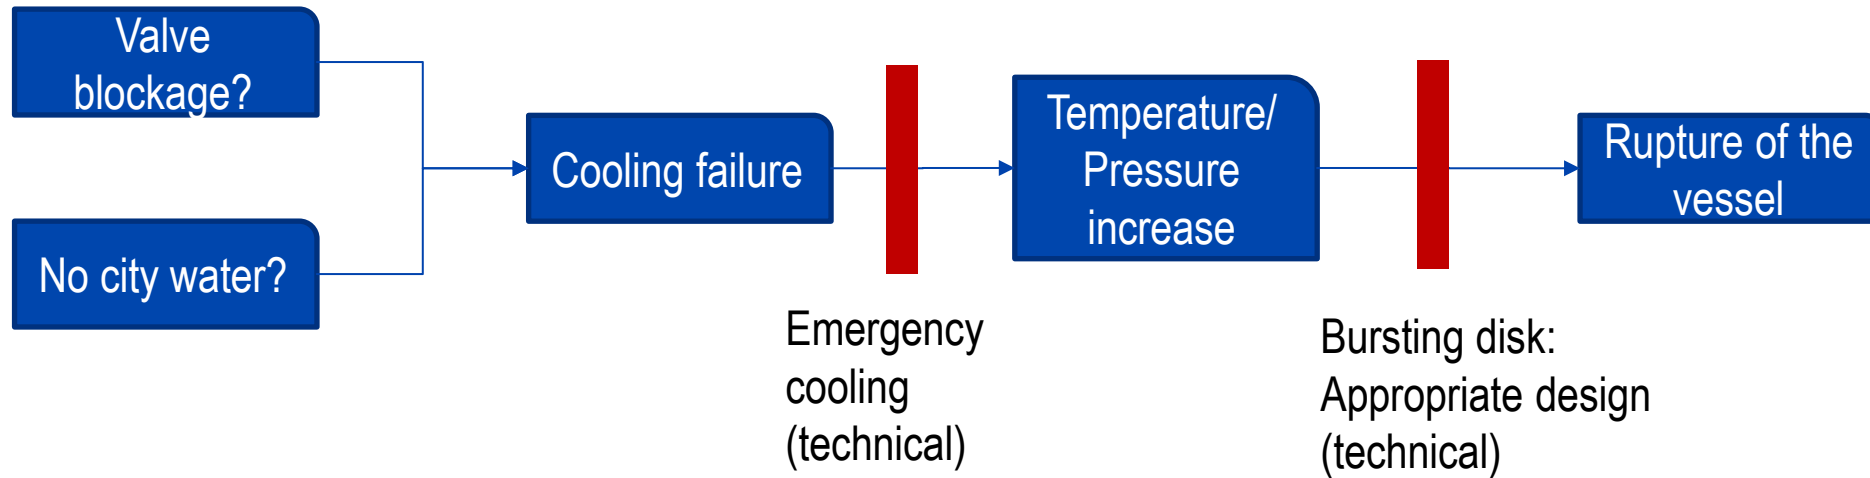 Valve
blockage?
No city water?
Cooling failure
Emergency
cooling
(technical)
Temperature/
Pressure
increase
Bursting disk:
Appropriate design
(technical)
Rupture of the
vessel